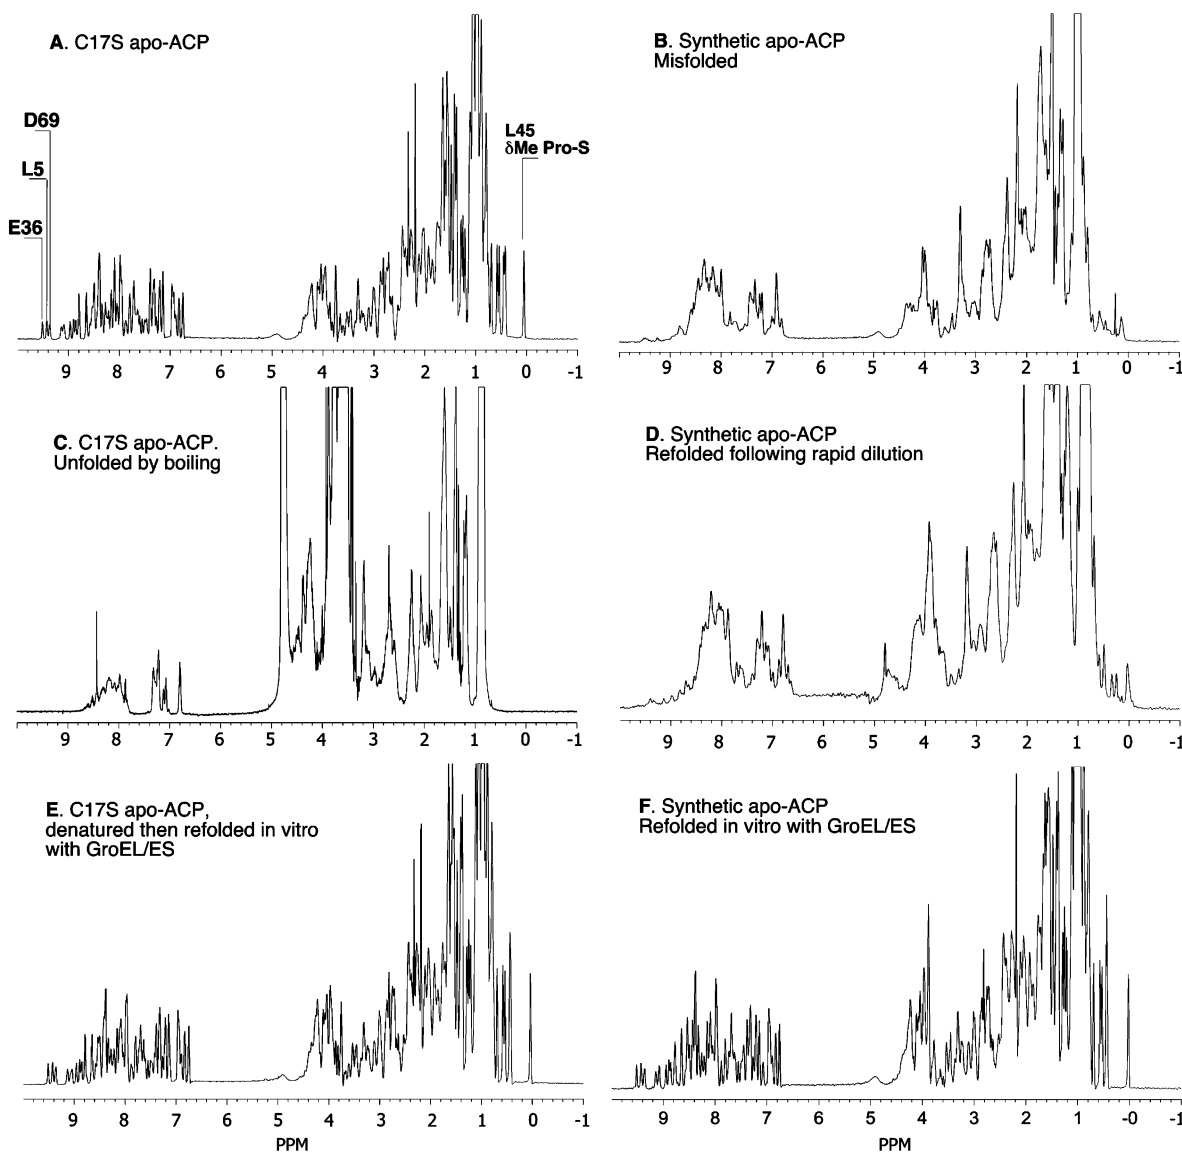 A. C17S apo-ACP
D69
L5
E36
L45
δMe Pro-S
9 8 7 6 5 4 3 2 1 0 -1
B. Synthetic apo-ACP
Misfolded
9 8 7 6 5 4 3 2 1 0 -1
C. C17S apo-ACP.
Unfolded by boiling
9 8 7 6 5 4 3 2 1 0 -1
D. Synthetic apo-ACP
Refolded following rapid dilution
9 8 7 6 5 4 3 2 1 0 -1
E. C17S apo-ACP,
denatured then refolded in vitro
with GroEL/ES
9 8 7 6 5 4 3 2 1 0 -1
PPM
F. Synthetic apo-ACP
Refolded in vitro with GroEL/ES
9 8 7 6 5 4 3 2 1 -0 -1
PPM